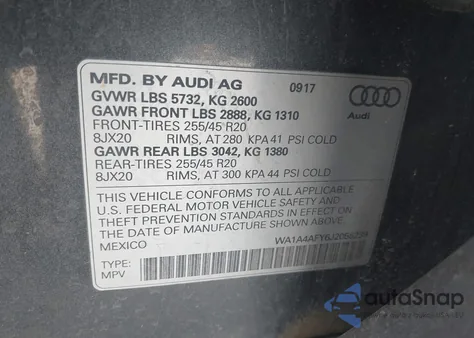 MFD. BY AUDI AG 09 17
GVWR LBS 5732, KG 2600
GAWR FRONT LBS 2888, KG 1310
FRONT-TIRES 255/45 R20
8JX20 RIMS, AT 280 KPA 41 PSI COLD
GAWR REAR LBS 3042, KG 1380
REAR-TIRES 255/45 R20
8JX20 RIMS, AT 300 KPA 44 PSI COLD
Audi
THIS VEHICLE CONFORMS TO ALL APPLICABLE
U.S. FEDERAL MOTOR VEHICLE SAFETY AND
THEFT PREVENTION STANDARDS IN EFFECT ON
THE DATE OF MANUFACTURE SHOWN ABOVE.
MEXICO
TYPE:
MPV
autoSnap